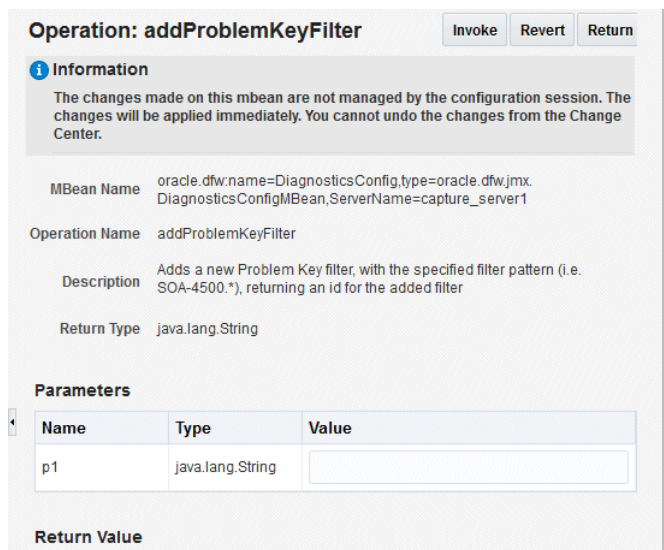 Operation: addProblemKeyFilter
Invoke Revert Return
Information
The changes made on this mbean are not managed by the configuration session. The
changes will be applied immediately. You cannot undo the changes from the Change
Center.
MBean Name oracle.dfw:name=DiagnosticsConfig,type=oracle.dfw.jmx.
DiagnosticsConfigMBean,ServerName=capture_server1
Operation Name addProblemKeyFilter
Description Adds a new Problem Key filter, with the specified filter pattern (i.e.
SOA-4500.*), returning an id for the added filter
Return Type java.lang.String
Parameters
Name Type Value
p1 java.lang.String
Return Value